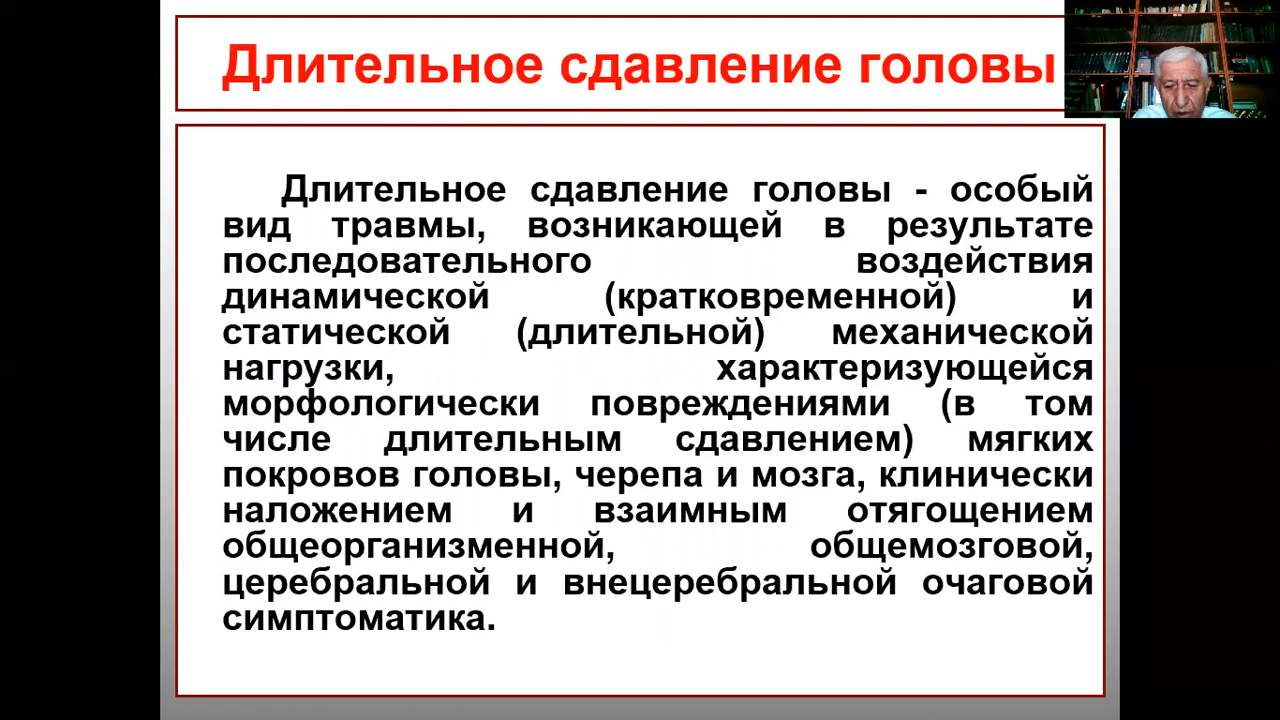 Длительное сдавление головы
Длительное сдавление головы - особый
вид травмы, возникающей в результате
последовательного воздействия
динамической (кратковременной) и
статической (длительной) механической
нагрузки, характеризующейся
морфологически повреждениями (в том
числе длительным сдавлением) мягких
покровов головы, черепа и мозга, клинически
наложением и взаимным отягощением
общеорганизменной, общемозговой,
церебральной и внецеребральной очаговой
симптоматика.